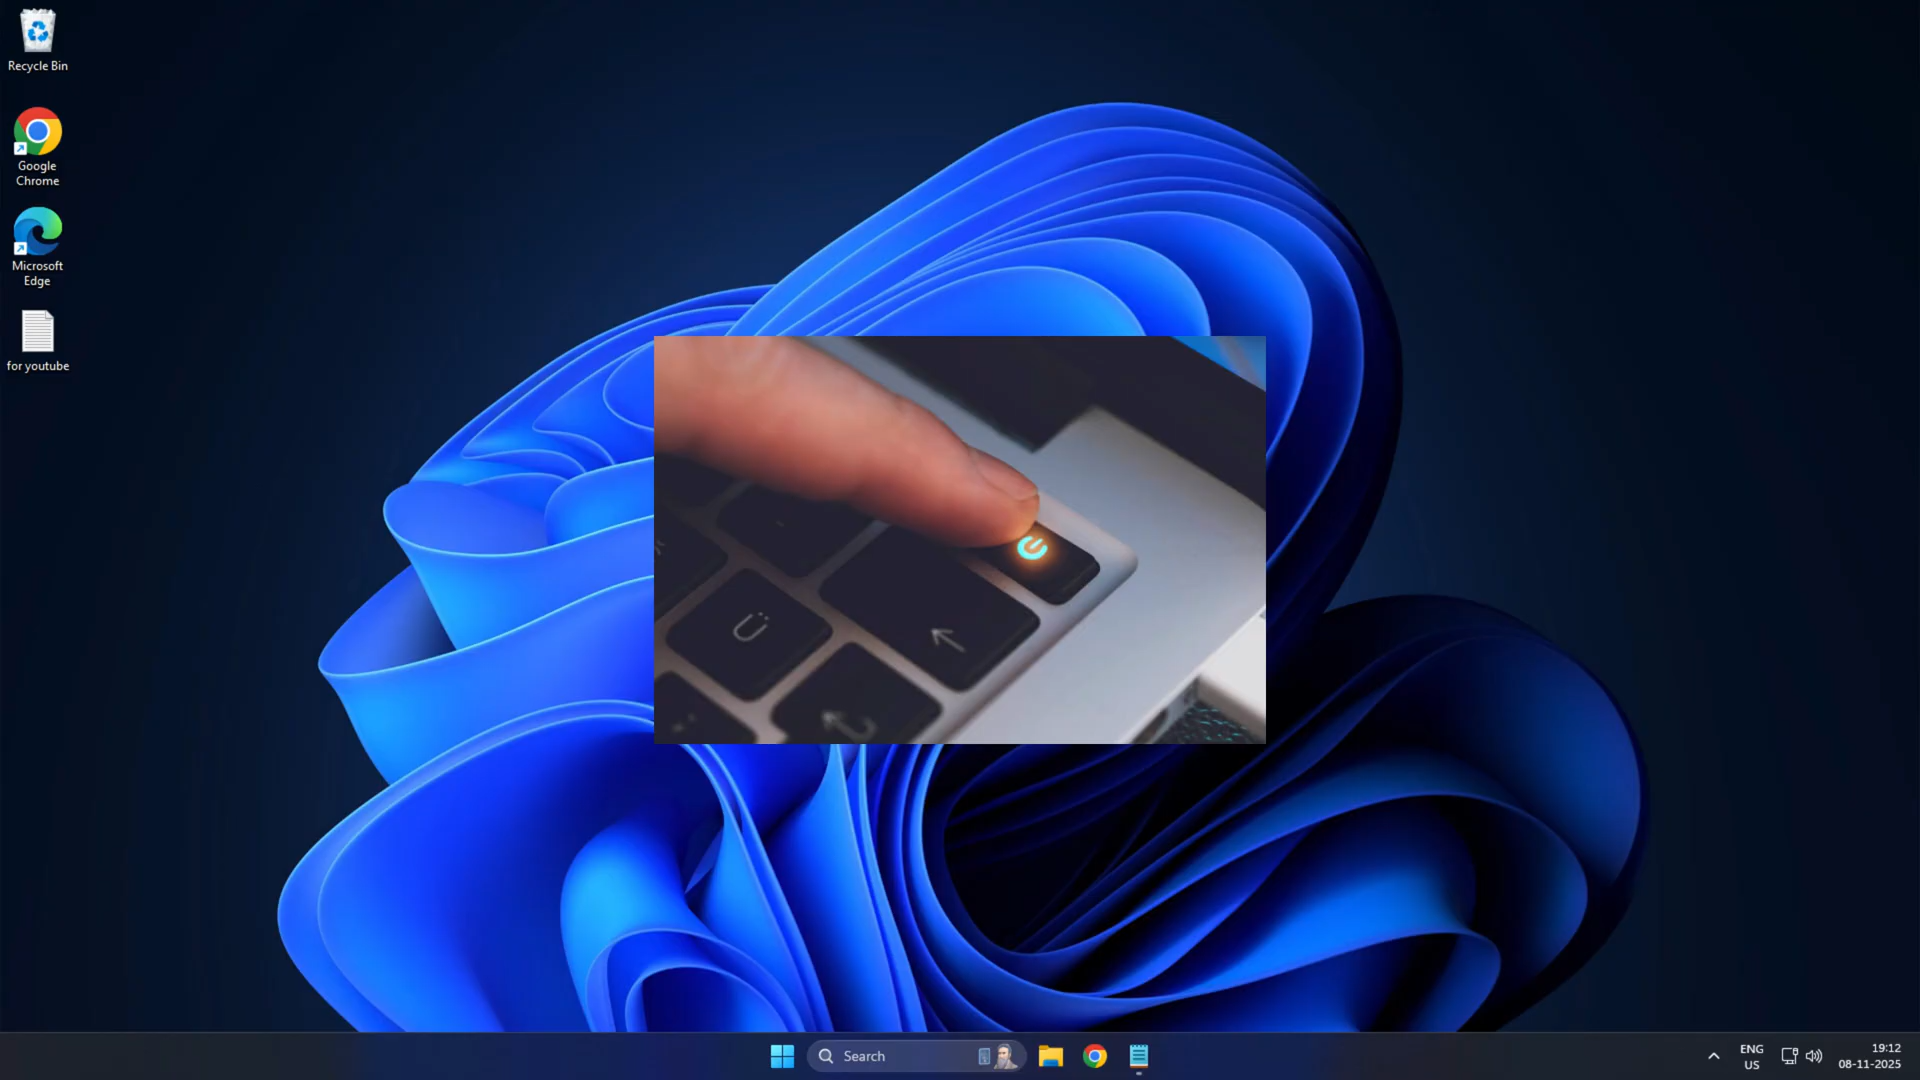 Recycle Bin
Google
Chrome
Microsoft
Edge
for youtube
Ü
Search
ENG
US
19:12
08-11-2025